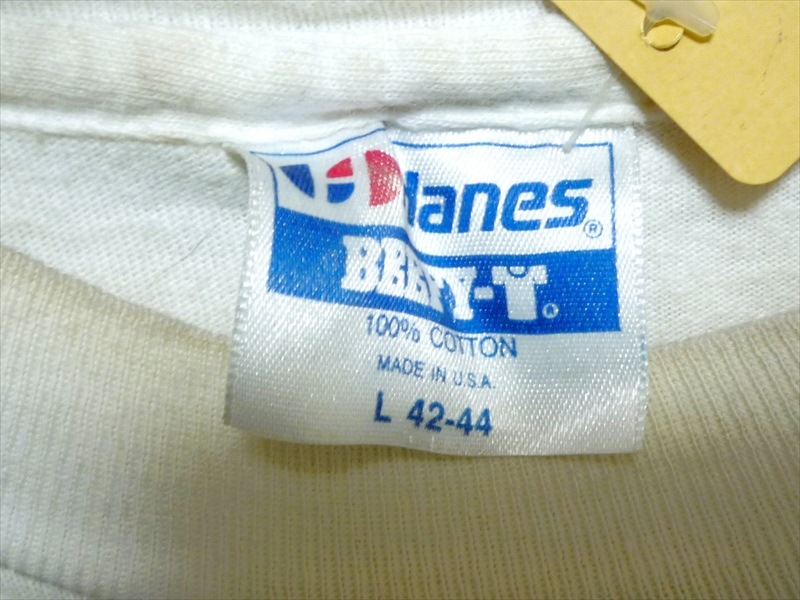 Hanes®
BEEFY-T®
100% COTTON
MADE IN U.S.A.
L 42-44